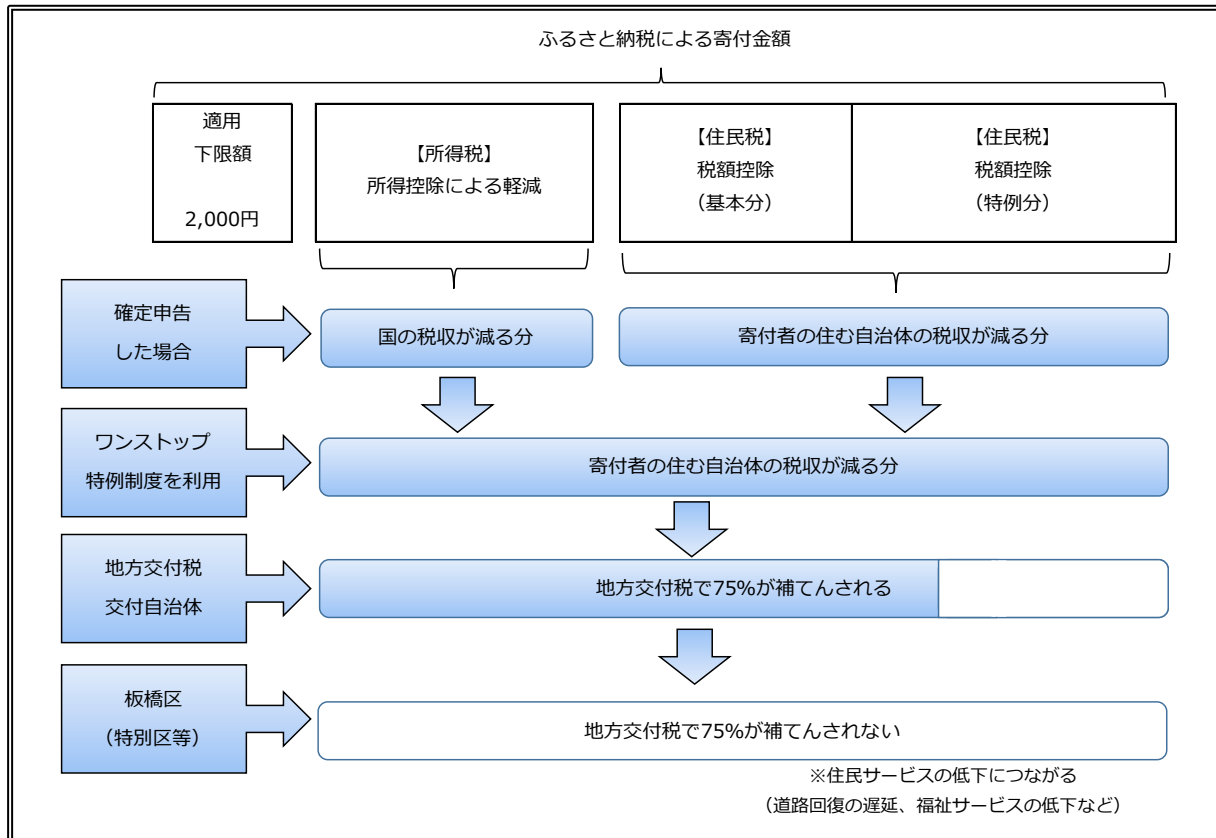 ふるさと納税による寄付金額
適用
下限額
2,000円
【所得税】
所得控除による軽減
【住民税】
税額控除
（基本分）
【住民税】
税額控除
（特例分）
確定申告
した場合
国の税収が減る分
寄付者の住む自治体の税収が減る分
ワンストップ
特例制度を利用
寄付者の住む自治体の税収が減る分
地方交付税
交付自治体
地方交付税で75%が補てんされる
板橋区
（特別区等）
地方交付税で75%が補てんされない
※住民サービスの低下につながる
（道路回復の遅延、福祉サービスの低下など）